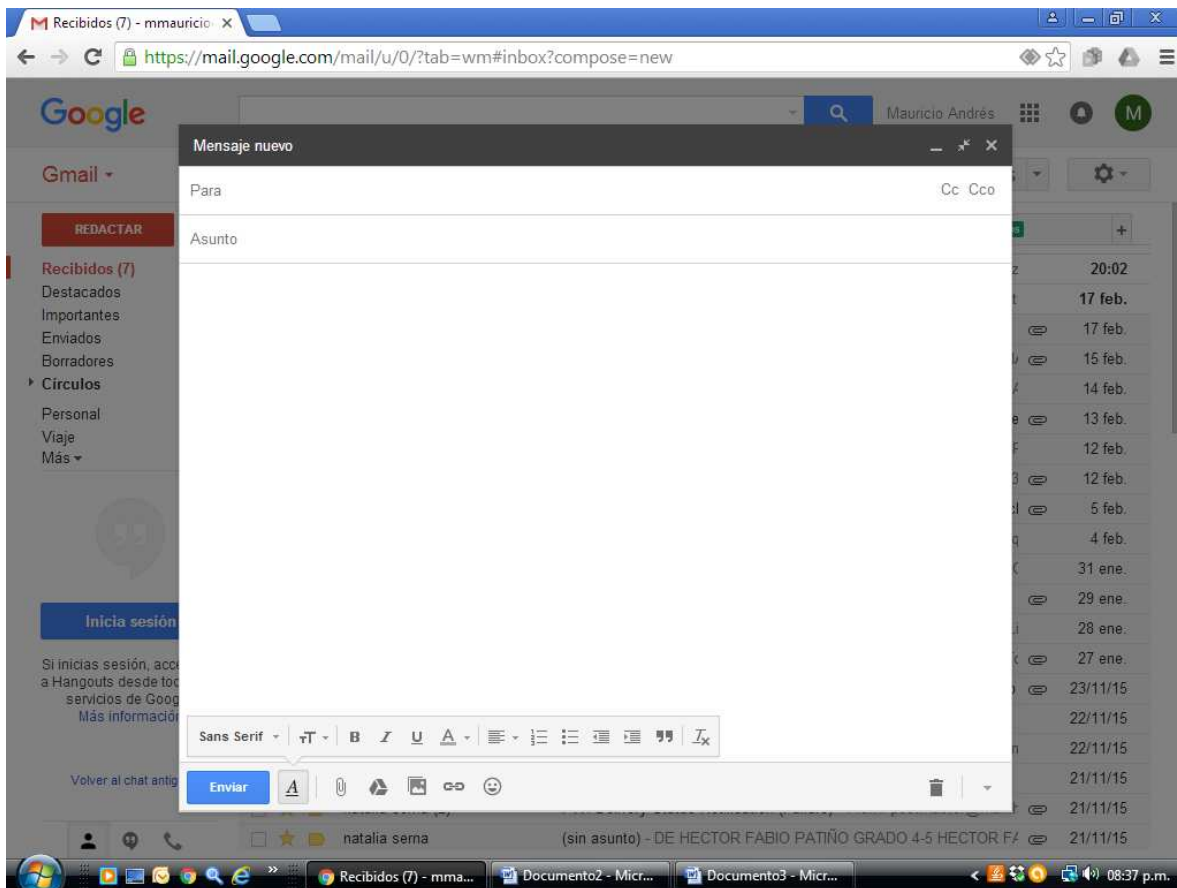 Recibidos (7) - mmauricio
https://mail.google.com/mail/u/0/?tab=wm#inbox?compose=new
Google
Mauricio Andrés
M
Mensaje nuevo
Gmail
Para
Cc Cco
REDACTAR
Asunto
Recibidos (7)
Destacados
Importantes
Enviados
Borradores
Círculos
Personal
Viaje
Más
20:02
17 feb.
17 feb.
15 feb.
14 feb.
13 feb.
12 feb.
12 feb.
5 feb.
4 feb.
31 ene.
29 ene.
28 ene.
27 ene.
23/11/15
22/11/15
22/11/15
21/11/15
21/11/15
Inicia sesión
Si inicias sesión, acce
a Hangouts desde tod
servicios de Goog
Más información
Volver al chat antig
Sans Serif
Enviar
natalia serna (sin asunto) - DE HECTOR FABIO PATIÑO GRADO 4-5 HECTOR FA 21/11/15
Recibidos (7) - mma...
Documento2 - Micr...
Documento3 - Micr...
08:37 p.m.